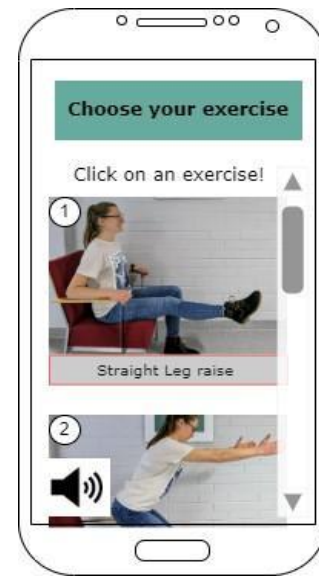 Choose your exercise
Click on an exercise!
1
Straight Leg raise
2